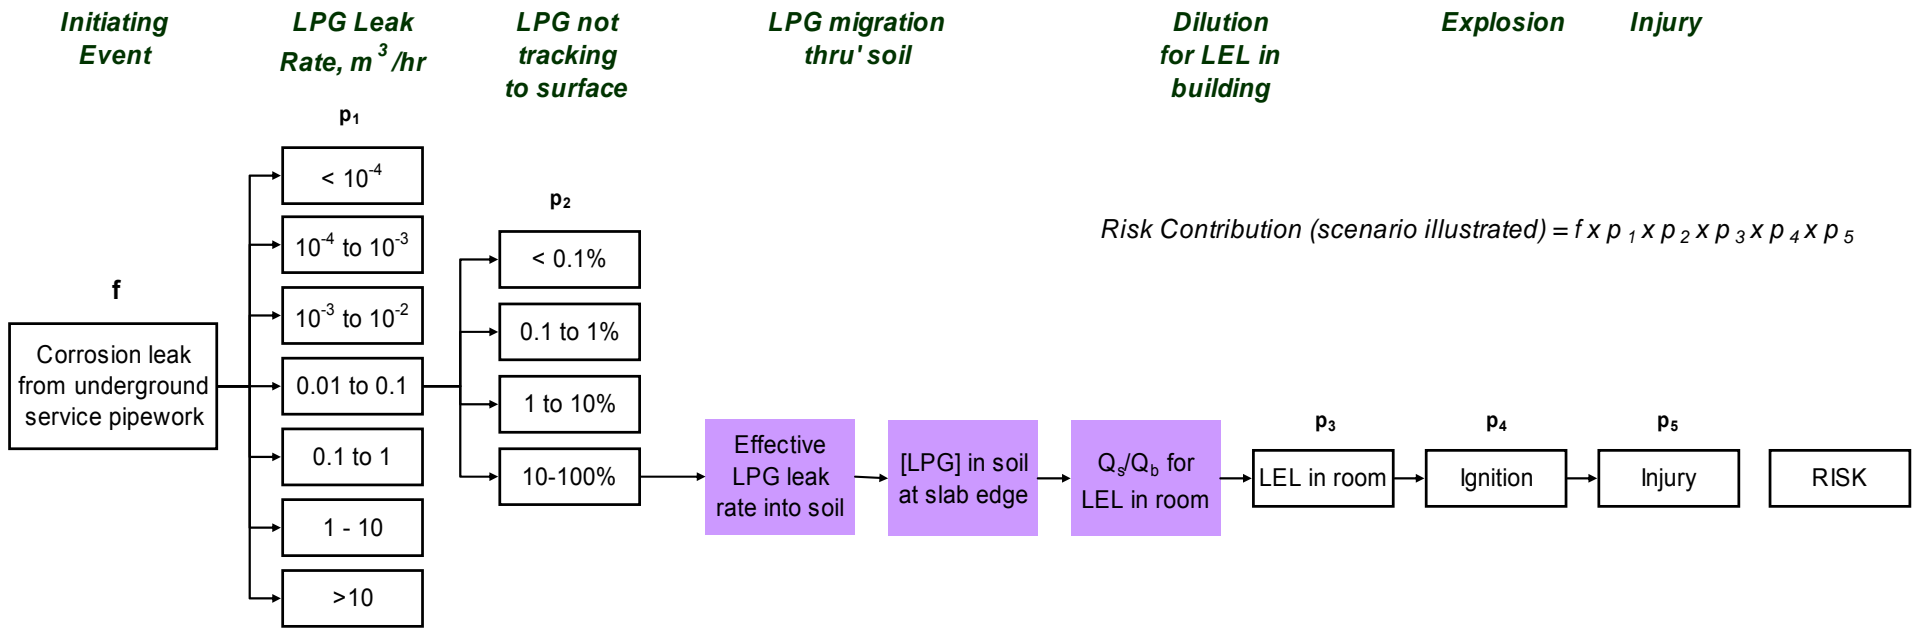 Initiating
Event
LPG Leak
Rate, m³/hr
LPG not
tracking
to surface
LPG migration
thru' soil
Dilution
for LEL in
building
Explosion
Injury
p₁
< 10⁻⁴
10⁻⁴ to 10⁻³
10⁻³ to 10⁻²
0.01 to 0.1
0.1 to 1
1 - 10
>10
p₂
< 0.1%
0.1 to 1%
1 to 10%
10-100%
Risk Contribution (scenario illustrated) = f x p₁ x p₂ x p₃ x p₄ x p₅
f
Corrosion leak
from underground
service pipework
Effective
LPG leak
rate into soil
[LPG] in soil
at slab edge
Qₛ/Q_b for
LEL in room
p₃
LEL in room
p₄
Ignition
p₅
Injury
RISK